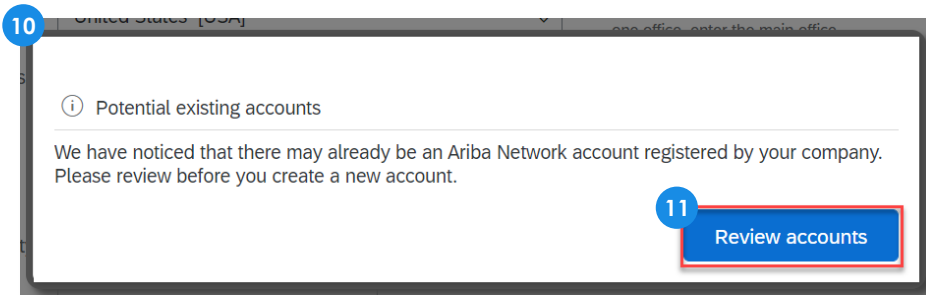 10
United States [USA]
one office, enter the main office
s
Potential existing accounts
We have noticed that there may already be an Ariba Network account registered by your company.
Please review before you create a new account.
11
Review accounts
t